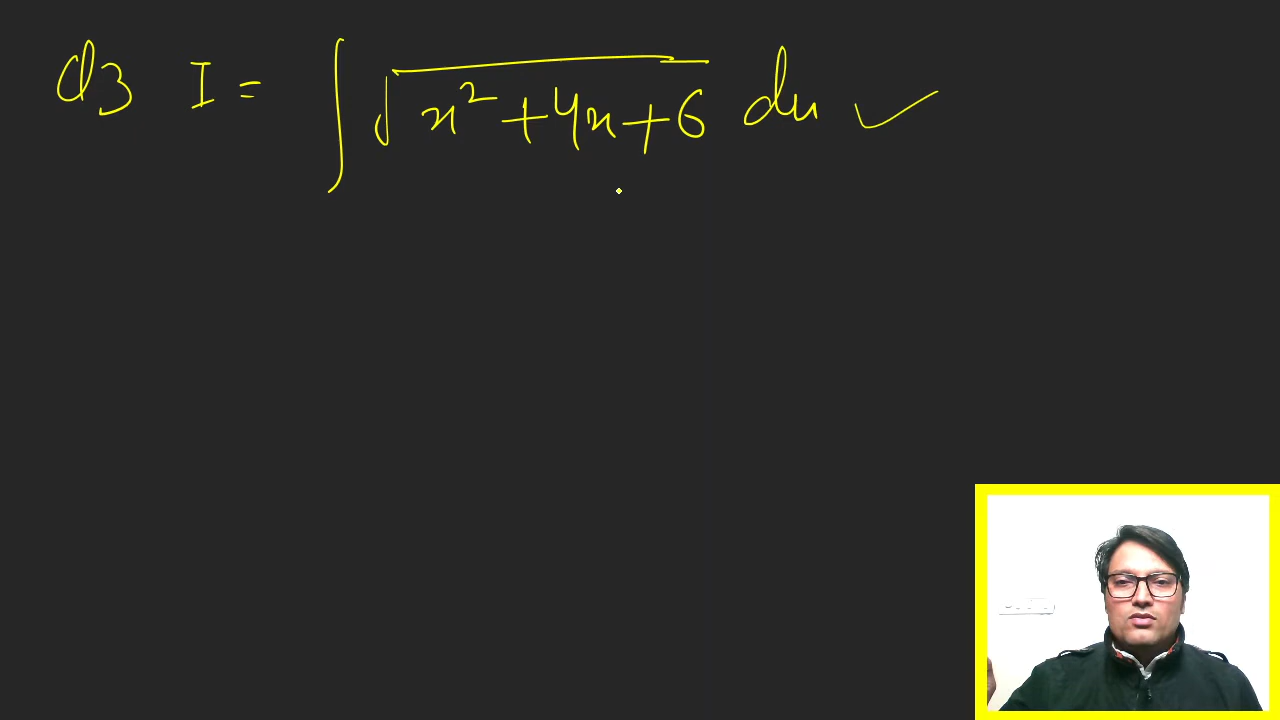 Q3 I = ∫ √(x² + 4x + 6) dx ✓